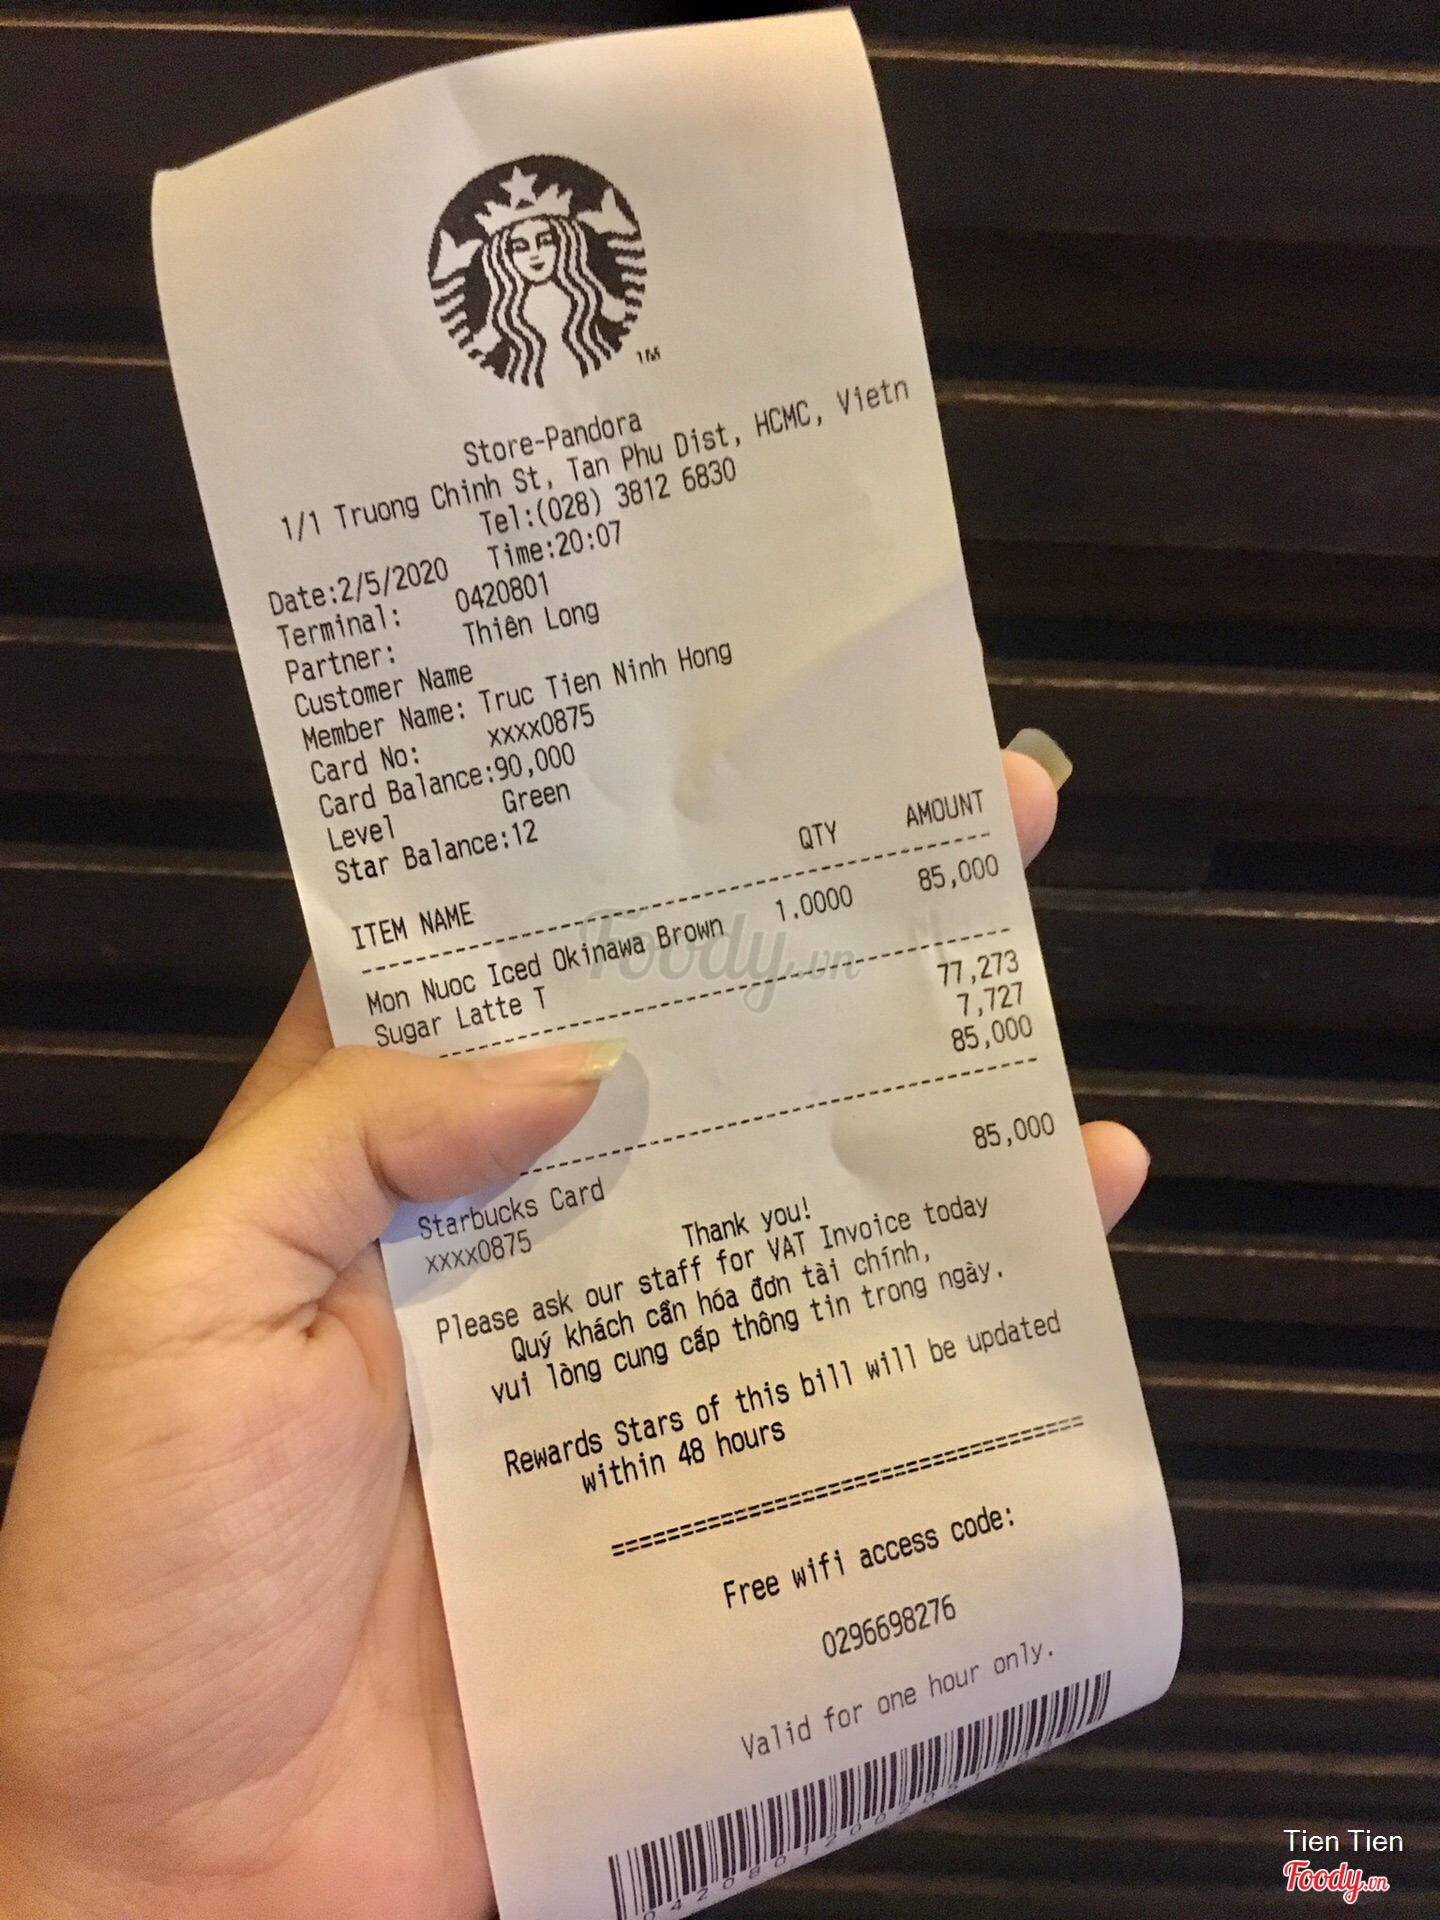 TM
Store-Pandora
1/1 Truong Chinh St, Tan Phu Dist, HCMC, Vietn
Tel:(028) 3812 6830
Date:2/5/2020 Time:20:07
Terminal: 0420801
Partner: Thiên Long
Customer Name
Member Name: Truc Tien Ninh Hong
Card No: xxxx0875
Card Balance:90,000
Level Green
Star Balance:12
ITEM NAME QTY AMOUNT
Mon Nuoc Iced Okinawa Brown 1.0000 85,000
Sugar Latte T
77,273
7,727
85,000
Starbucks Card 85,000
xxxx0875
Thank you!
Please ask our staff for VAT Invoice today
Quý khách cần hóa đơn tài chính,
vui lòng cung cấp thông tin trong ngày.
Rewards Stars of this bill will be updated
within 48 hours
Free wifi access code:
0296698276
Valid for one hour only.
Foody.vn
Tien Tien
Foody.vn